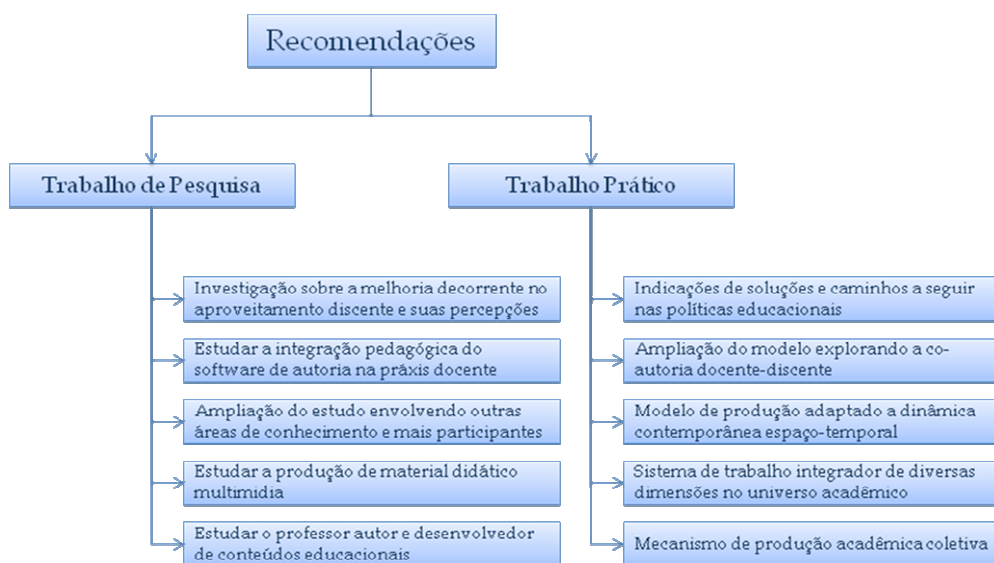 Recomendações
Trabalho de Pesquisa
Investigação sobre a melhoria decorrente no
aproveitamento discente e suas percepções
Estudar a integração pedagógica do
software de autoria na práxis docente
Ampliação do estudo envolvendo outras
áreas de conhecimento e mais participantes
Estudar a produção de material didático
multimidia
Estudar o professor autor e desenvolvedor
de conteúdos educacionais
Trabalho Prático
Indicações de soluções e caminhos a seguir
nas políticas educacionais
Ampliação do modelo explorando a co-
autoria docente-discente
Modelo de produção adaptado a dinâmica
contemporânea espaço-temporal
Sistema de trabalho integrador de diversas
dimensões no universo acadêmico
Mecanismo de produção acadêmica coletiva